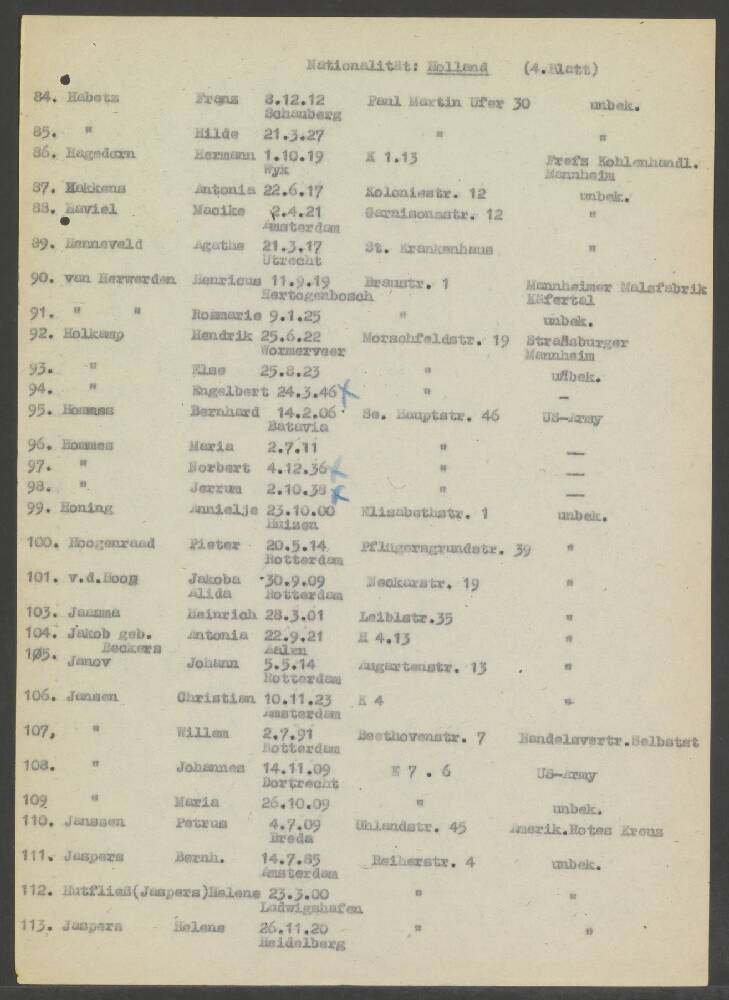 Nationalität: Holland (4.Blatt)
84. Habets Franz 8.12.12 Paul Martin Ufer 30 unbek.
Schauberg
85. " Hilde 21.3.27 " "
86. Hagedorn Hermann 1.10.19 K 1.13 Frefz Kohlenhandl.
Wyk Mannheim
87. Hakkens Antonia 22.6.17 Koloniestr. 12 unbek.
88. Haviel Macike 2.4.21 Garnisonsstr. 12 "
Amsterdam
89. Henneveld Agathe 21.3.17 St. Krankenhaus "
Utrecht
90. van Herwerden Henricus 11.9.19 Braustr. 1 Mannheimer Malzfabrik
Hertogenbosch Käfertal
91. " " Rosmarie 9.1.25 " unbek.
92. Holkamp Hendrik 25.6.22 Morschfeldstr. 19 Straßburger
Wormerveer Mannheim
93. " Else 25.8.23 " unbek.
94. " Engelbert 24.3.46 x " -
95. Hommes Bernhard 14.2.06 Se. Hauptstr. 46 US-Army
Batavia
96. Hommes Maria 2.7.11 " -
97. " Norbert 4.12.36 x " -
98. " Jerrum 2.10.38 x " -
99. Honing Annielje 23.10.00 Elisabethstr. 1 unbek.
Huizen
100. Hoogenraad Pieter 20.5.14 Pflügersgrundstr. 39 "
Rotterdam
101. v.d.Hoog Jakoba 30.9.09 Neckarstr. 19 "
Alida Rotterdam
103. Jaamma Heinrich 28.3.01 Leiblstr.35 "
104. Jakob geb. Antonia 22.9.21 H 4.13 "
Beckers Aalen
105. Janov Johann 5.5.14 Augartenstr. 13 "
Rotterdam
106. Jansen Christian 10.11.23 K 4 "
Amsterdam
107, " Willem 2.7.91 Beethovenstr. 7 Handelsvertr.Selbstst
Rotterdam
108. " Johannes 14.11.09 E 7 . 6 US-Army
Dortrecht
109 " Maria 26.10.09 " unbek.
110. Janssen Petrus 4.7.09 Uhlandstr. 45 Amerik.Rotes Kreuz
Breda
111. Jaspers Bernh. 14.7.85 Reiherstr. 4 unbek.
Amsterdam
112. Hutfließ(Jaspers)Helene 23.3.00 " "
Ludwigshafen
113. Jaspers Helene 26.11.20 " "
Heidelberg